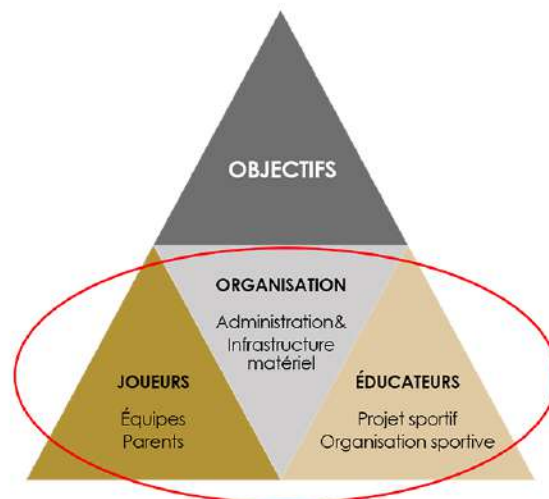 OBJECTIFS
ORGANISATION
Administration&
Infrastructure
matériel
JOUEURS
Équipes
Parents
ÉDUCATEURS
Projet sportif
Organisation sportive